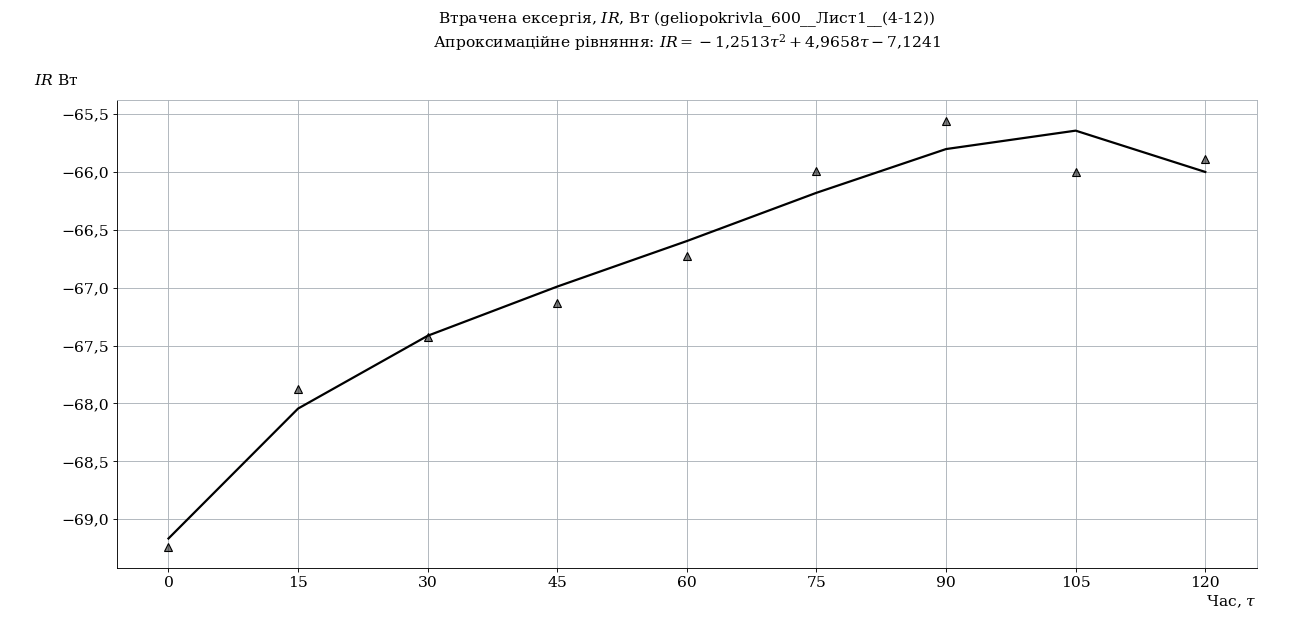 Втрачена ексергія, IR, Вт (geliopokrivla_600__Лист1__(4-12))
Апроксимаційне рівняння: IR = − 1,2513τ² + 4,9658τ − 7,1241
IR Вт
−65,5
−66,0
−66,5
−67,0
−67,5
−68,0
−68,5
−69,0
0 15 30 45 60 75 90 105 120
Час, τ